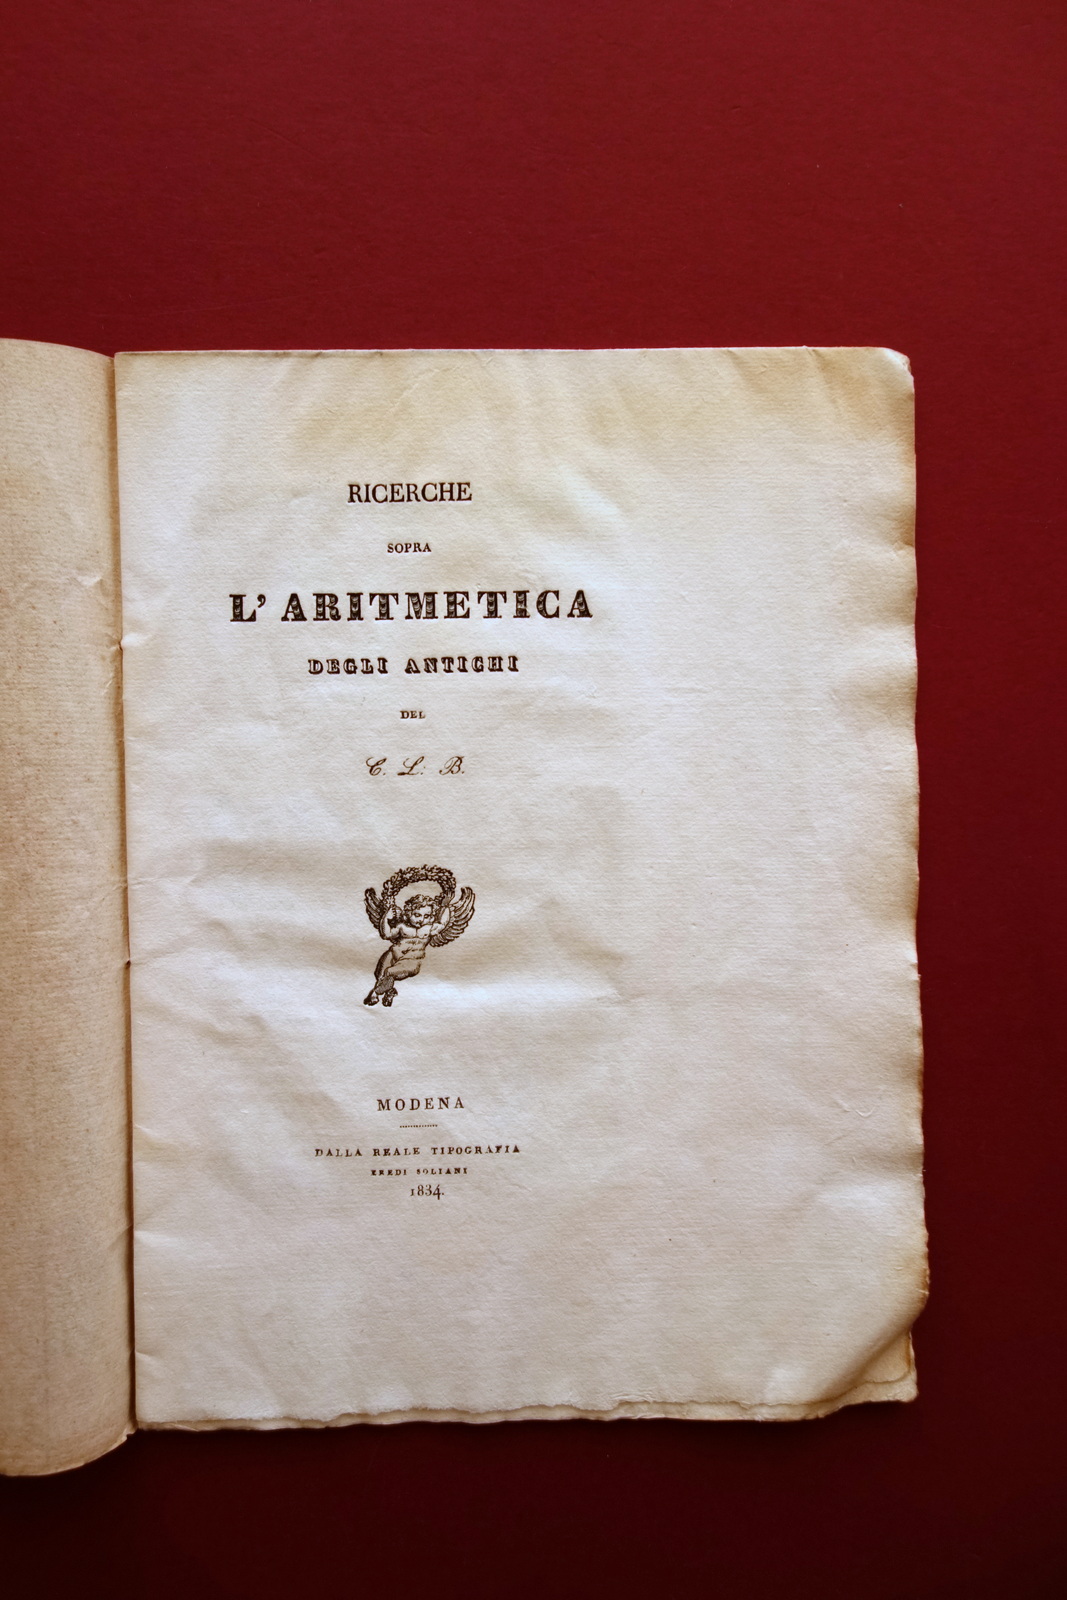 RICERCHE
SOPRA
L' ARITMETICA
DEGLI ANTICHI
DEL
C. L. B.
MODENA
DALLA REALE TIPOGRAFIA
EREDI SOLIANI
1834.